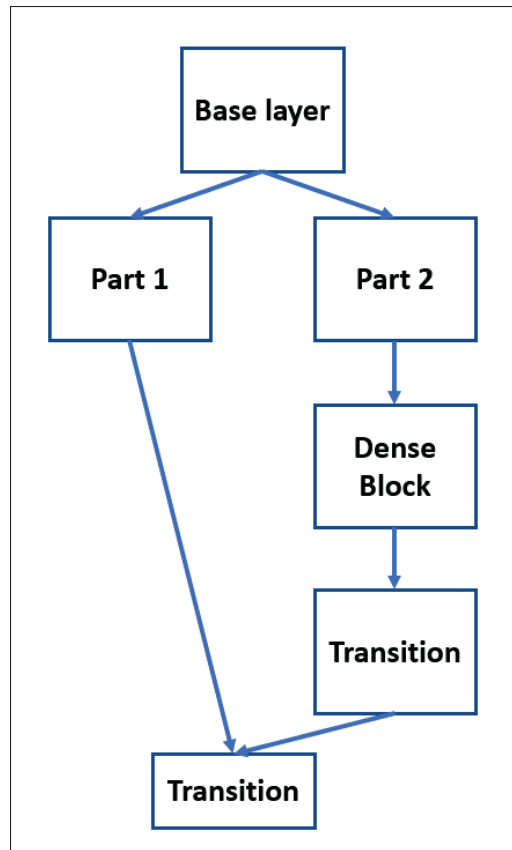 Base layer
Part 1
Part 2
Dense
Block
Transition
Transition